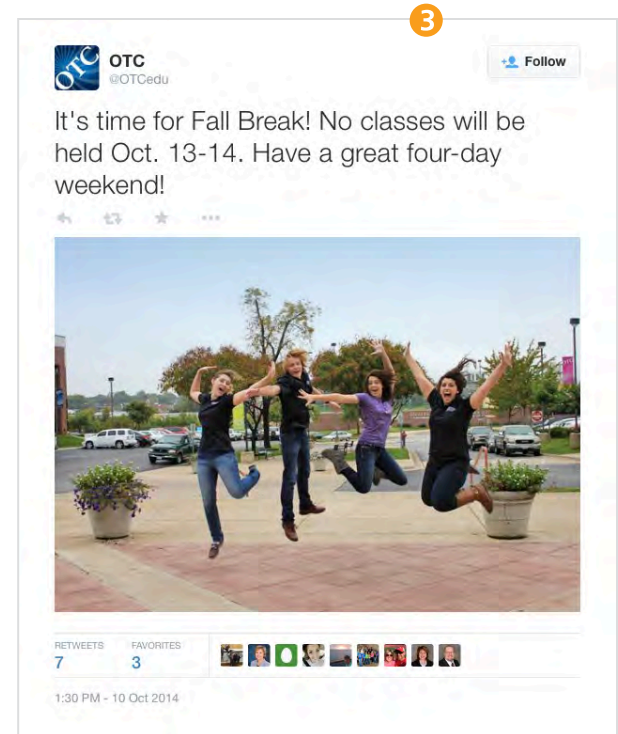 3
OTC
OTC
@OTCedu
Follow
It's time for Fall Break! No classes will be
held Oct. 13-14. Have a great four-day
weekend!
RETWEETS FAVORITES
7 3
1:30 PM - 10 Oct 2014